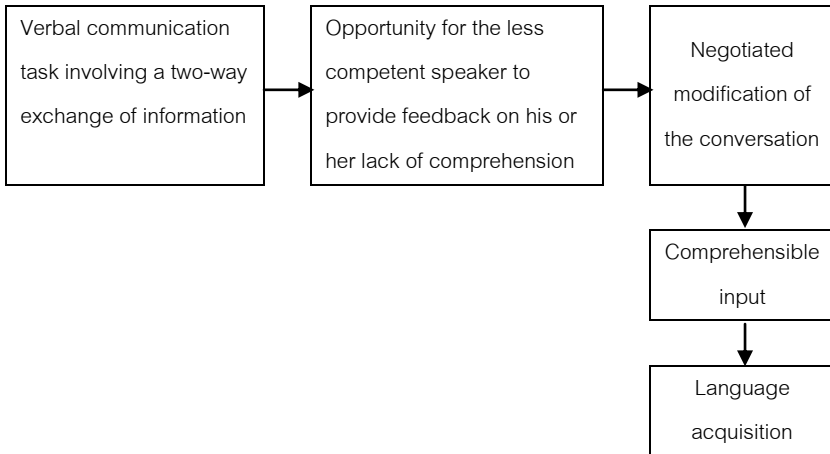 Verbal communication
task involving a two-way
exchange of information
Opportunity for the less
competent speaker to
provide feedback on his or
her lack of comprehension
Negotiated
modification of
the conversation
Comprehensible
input
Language
acquisition